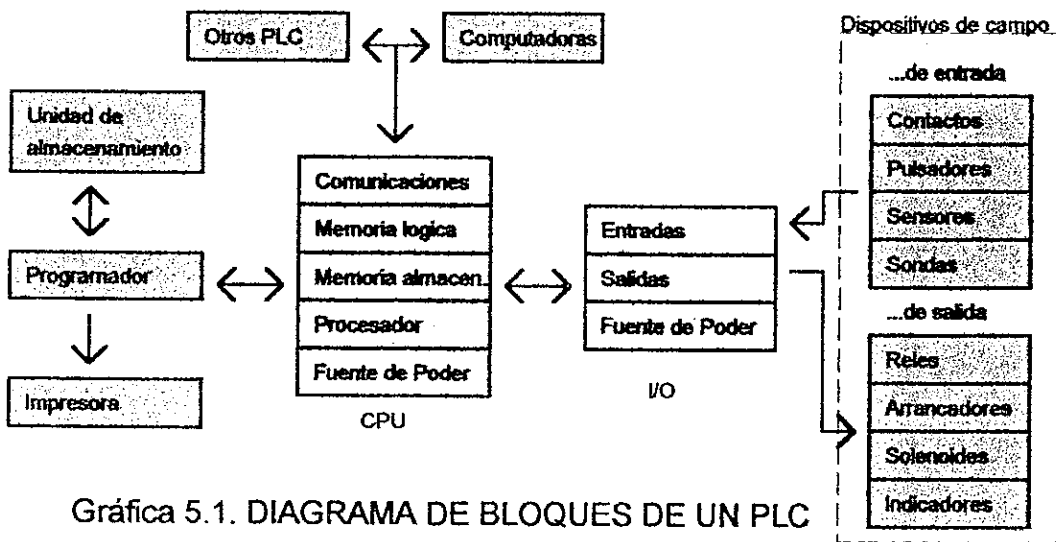 Otros PLC
Computadoras
Dispositivos de campo
...de entrada
Unidad de
almacenamiento
Contactos
Pulsadores
Sensores
Sondas
Comunicaciones
Memoria logica
Memoria almacen.
Procesador
Fuente de Poder
CPU
Entradas
Salidas
Fuente de Poder
I/O
Programador
Impresora
...de salida
Reles
Arrancadores
Solenoides
Indicadores
Gráfica 5.1. DIAGRAMA DE BLOQUES DE UN PLC